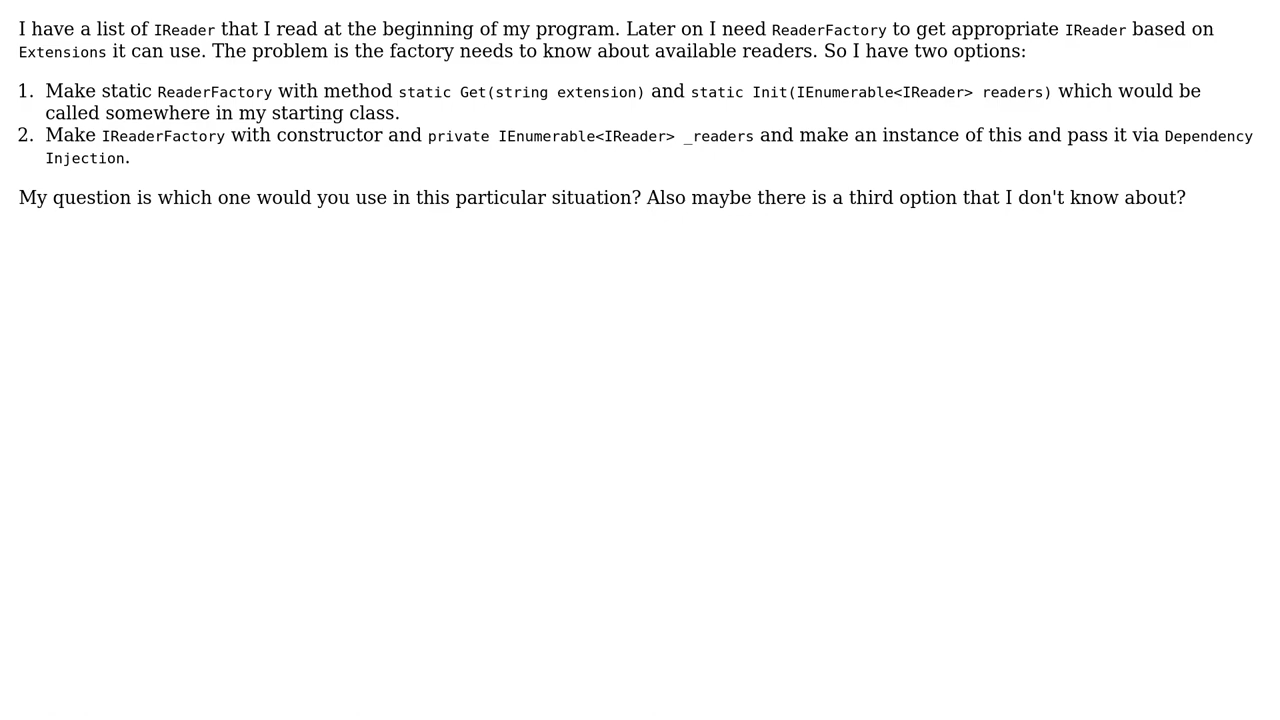 I have a list of IReader that I read at the beginning of my program. Later on I need ReaderFactory to get appropriate IReader based on
Extensions it can use. The problem is the factory needs to know about available readers. So I have two options:
1. Make static ReaderFactory with method static Get(string extension) and static Init(IEnumerable<IReader> readers) which would be
called somewhere in my starting class.
2. Make IReaderFactory with constructor and private IEnumerable<IReader> _readers and make an instance of this and pass it via Dependency
Injection.
My question is which one would you use in this particular situation? Also maybe there is a third option that I don't know about?